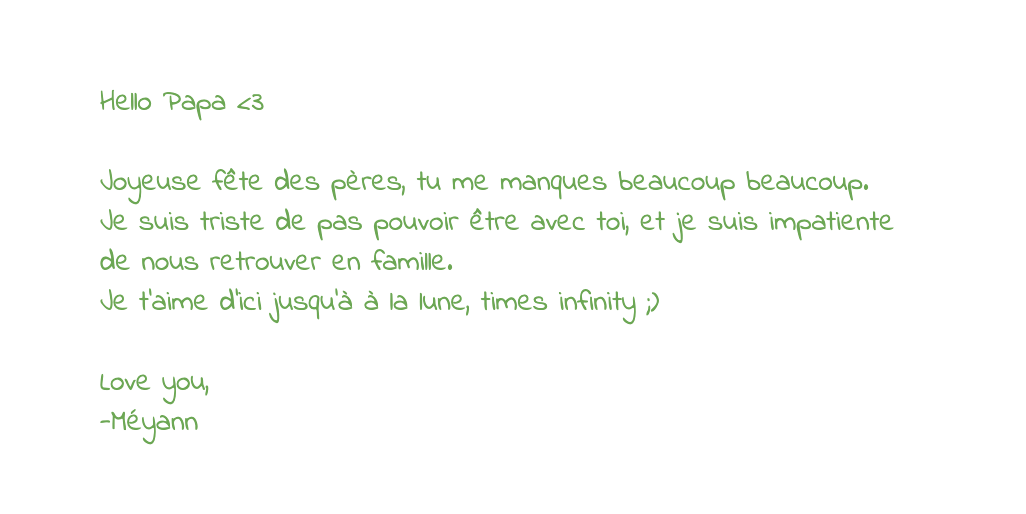 Hello Papa <3
Joyeuse fête des pères, tu me manques beaucoup beaucoup.
Je suis triste de pas pouvoir être avec toi, et je suis impatiente
de nous retrouver en famille.
Je t'aime d'ici jusqu'à à la lune, times infinity ;)
Love you,
-Méyann